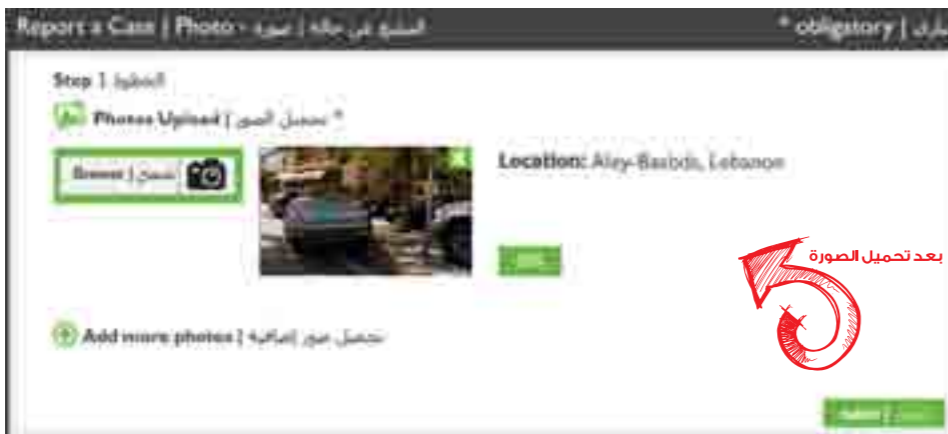 Report a Case | Photo - التبليغ عن حالة | صورة
* obligatory |
Step 1 الخطوة
Photos Upload | تحميل الصور *
Browse | تصفح
Location: Aley-Baabda, Lebanon
بعد تحميل الصورة
Add more photos | تحميل صور إضافية